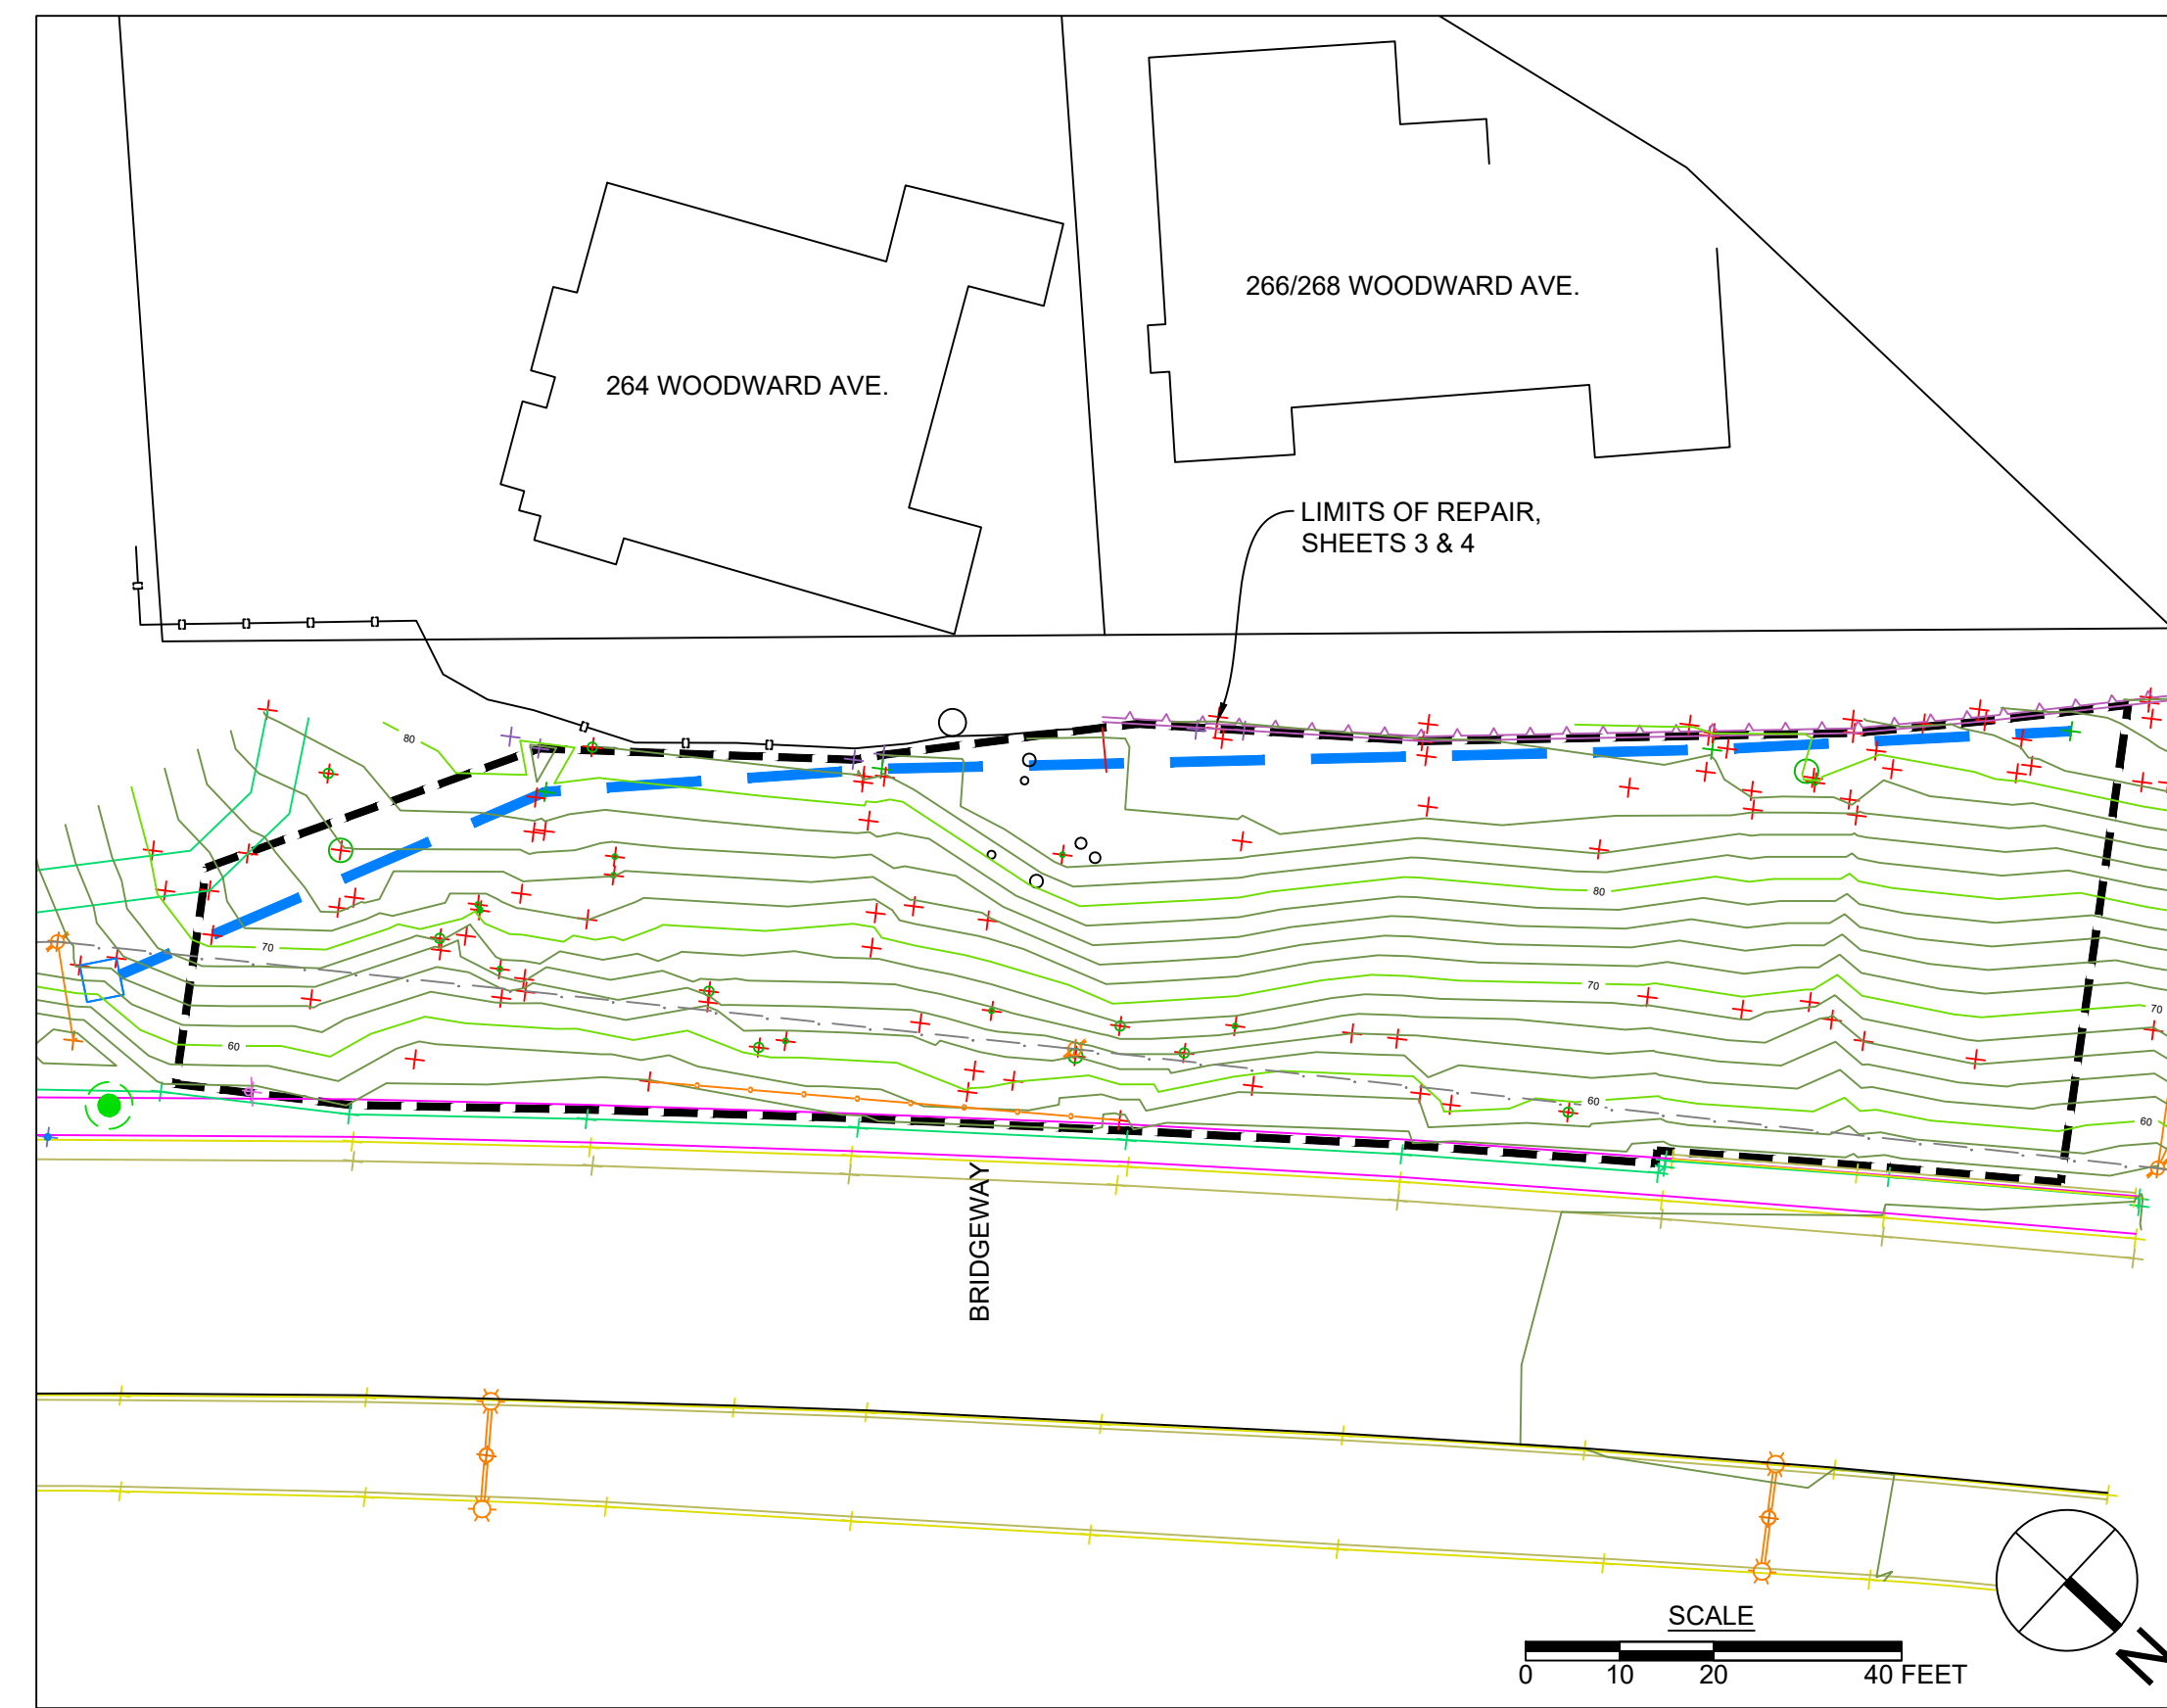 266/268 WOODWARD AVE.
264 WOODWARD AVE.
LIMITS OF REPAIR,
SHEETS 3 & 4
80
80
70
70
70
60
60
60
BRIDGEWAY
SCALE
0 10 20 40 FEET
N